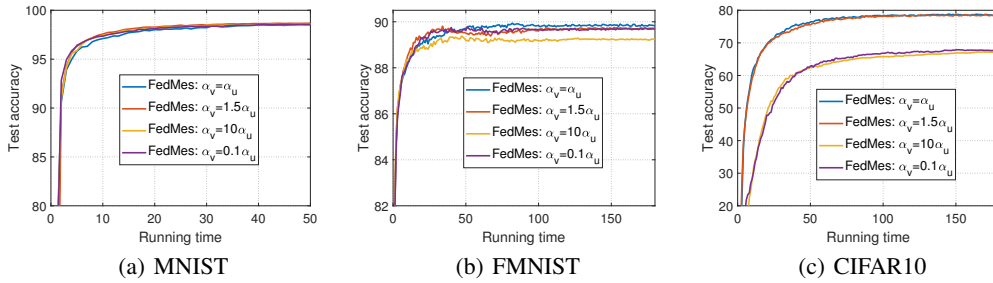 100
95
90
85
80
Test accuracy
0 10 20 30 40 50
Running time
FedMes: α_v=α_u
FedMes: α_v=1.5α_u
FedMes: α_v=10α_u
FedMes: α_v=0.1α_u
(a) MNIST
90
88
86
84
82
Test accuracy
0 50 100 150
Running time
FedMes: α_v=α_u
FedMes: α_v=1.5α_u
FedMes: α_v=10α_u
FedMes: α_v=0.1α_u
(b) FMNIST
80
70
60
50
40
30
20
Test accuracy
0 50 100 150
Running time
FedMes: α_v=α_u
FedMes: α_v=1.5α_u
FedMes: α_v=10α_u
FedMes: α_v=0.1α_u
(c) CIFAR10